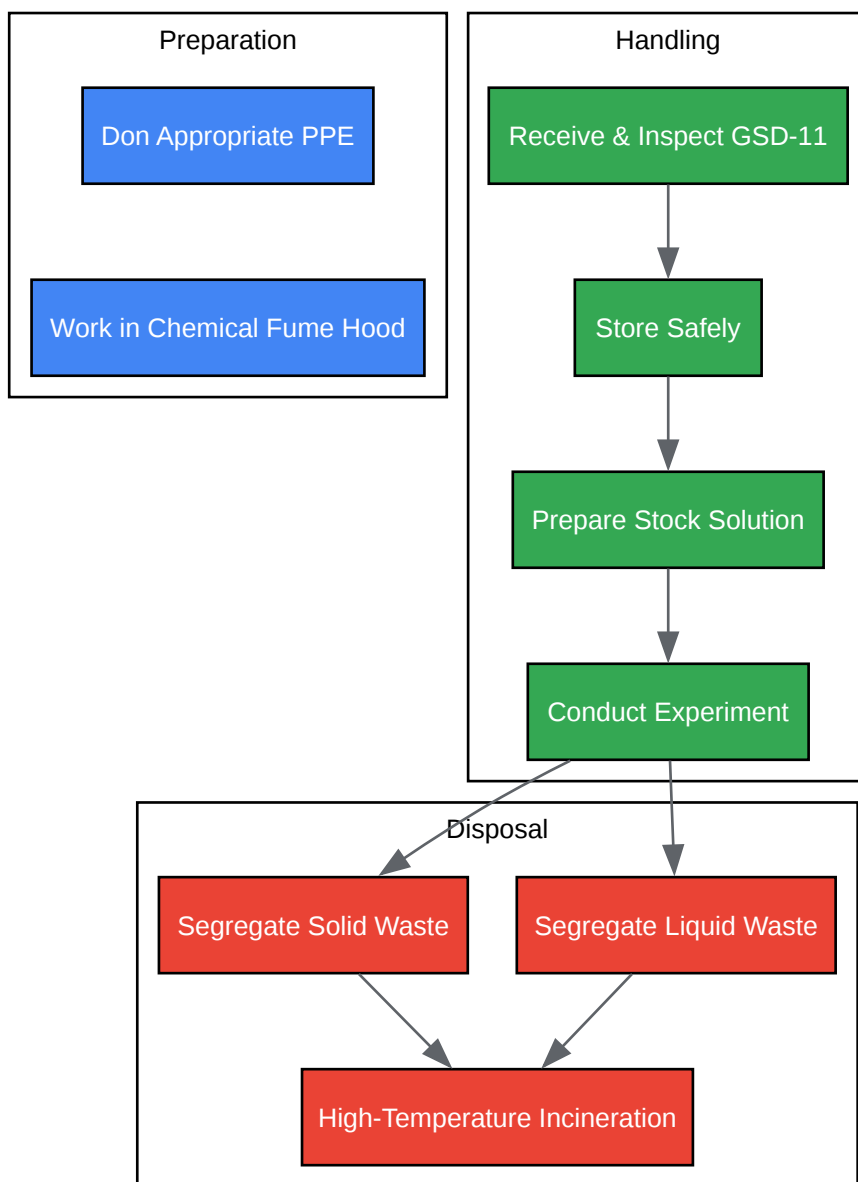 Preparation
Don Appropriate PPE
Work in Chemical Fume Hood
Handling
Receive & Inspect GSD-11
Store Safely
Prepare Stock Solution
Conduct Experiment
Disposal
Segregate Solid Waste
Segregate Liquid Waste
High-Temperature Incineration